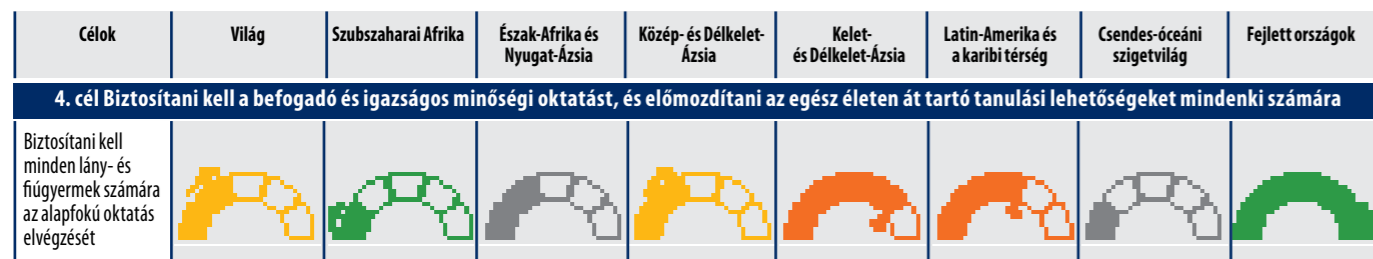 Célok
Világ
Szubszaharai Afrika
Észak-Afrika és
Nyugat-Ázsia
Közép- és Délkelet-
Ázsia
Kelet-
és Délkelet-Ázsia
Latin-Amerika és
a karibi térség
Csendes-óceáni
szigetvilág
Fejlett országok
4. cél Biztosítani kell a befogadó és igazságos minőségi oktatást, és előmozdítani az egész életen át tartó tanulási lehetőségeket mindenki számára
Biztosítani kell
minden lány- és
fiúgyermek számára
az alapfokú oktatás
elvégzését